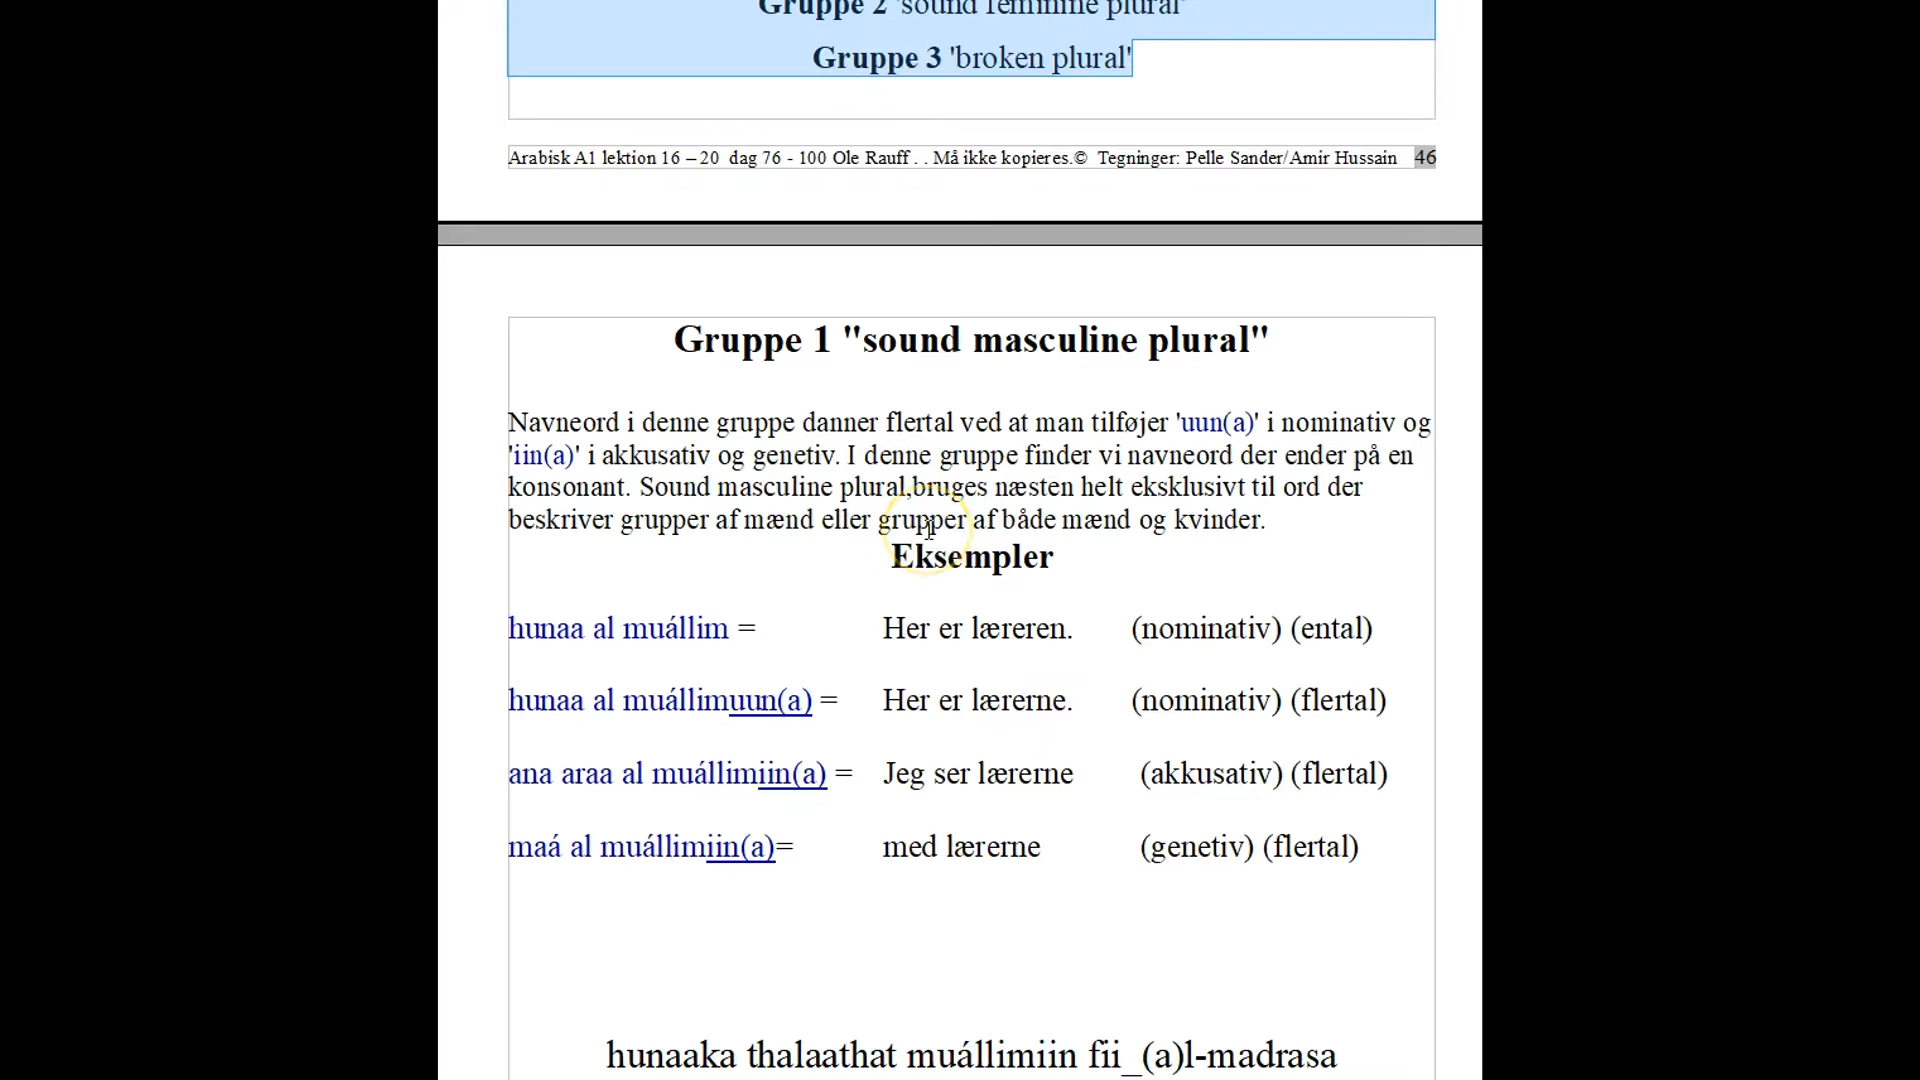 Gruppe 2 'sound feminine plural'
Gruppe 3 'broken plural'
Arabisk A1 lektion 16 – 20 dag 76 - 100 Ole Rauff . . Må ikke kopieres.© Tegninger: Pelle Sander/Amir Hussain 46
Gruppe 1 "sound masculine plural"
Navneord i denne gruppe danner flertal ved at man tilføjer 'uun(a)' i nominativ og
'iin(a)' i akkusativ og genetiv. I denne gruppe finder vi navneord der ender på en
konsonant. Sound masculine plural,bruges næsten helt eksklusivt til ord der
beskriver grupper af mænd eller grupper af både mænd og kvinder.
Eksempler
hunaa al muállim = Her er læreren. (nominativ) (ental)
hunaa al muállimuun(a) = Her er lærerne. (nominativ) (flertal)
ana araa al muállimiin(a) = Jeg ser lærerne (akkusativ) (flertal)
maá al muállimiin(a)= med lærerne (genetiv) (flertal)
hunaaka thalaathat muállimiin fii_(a)l-madrasa